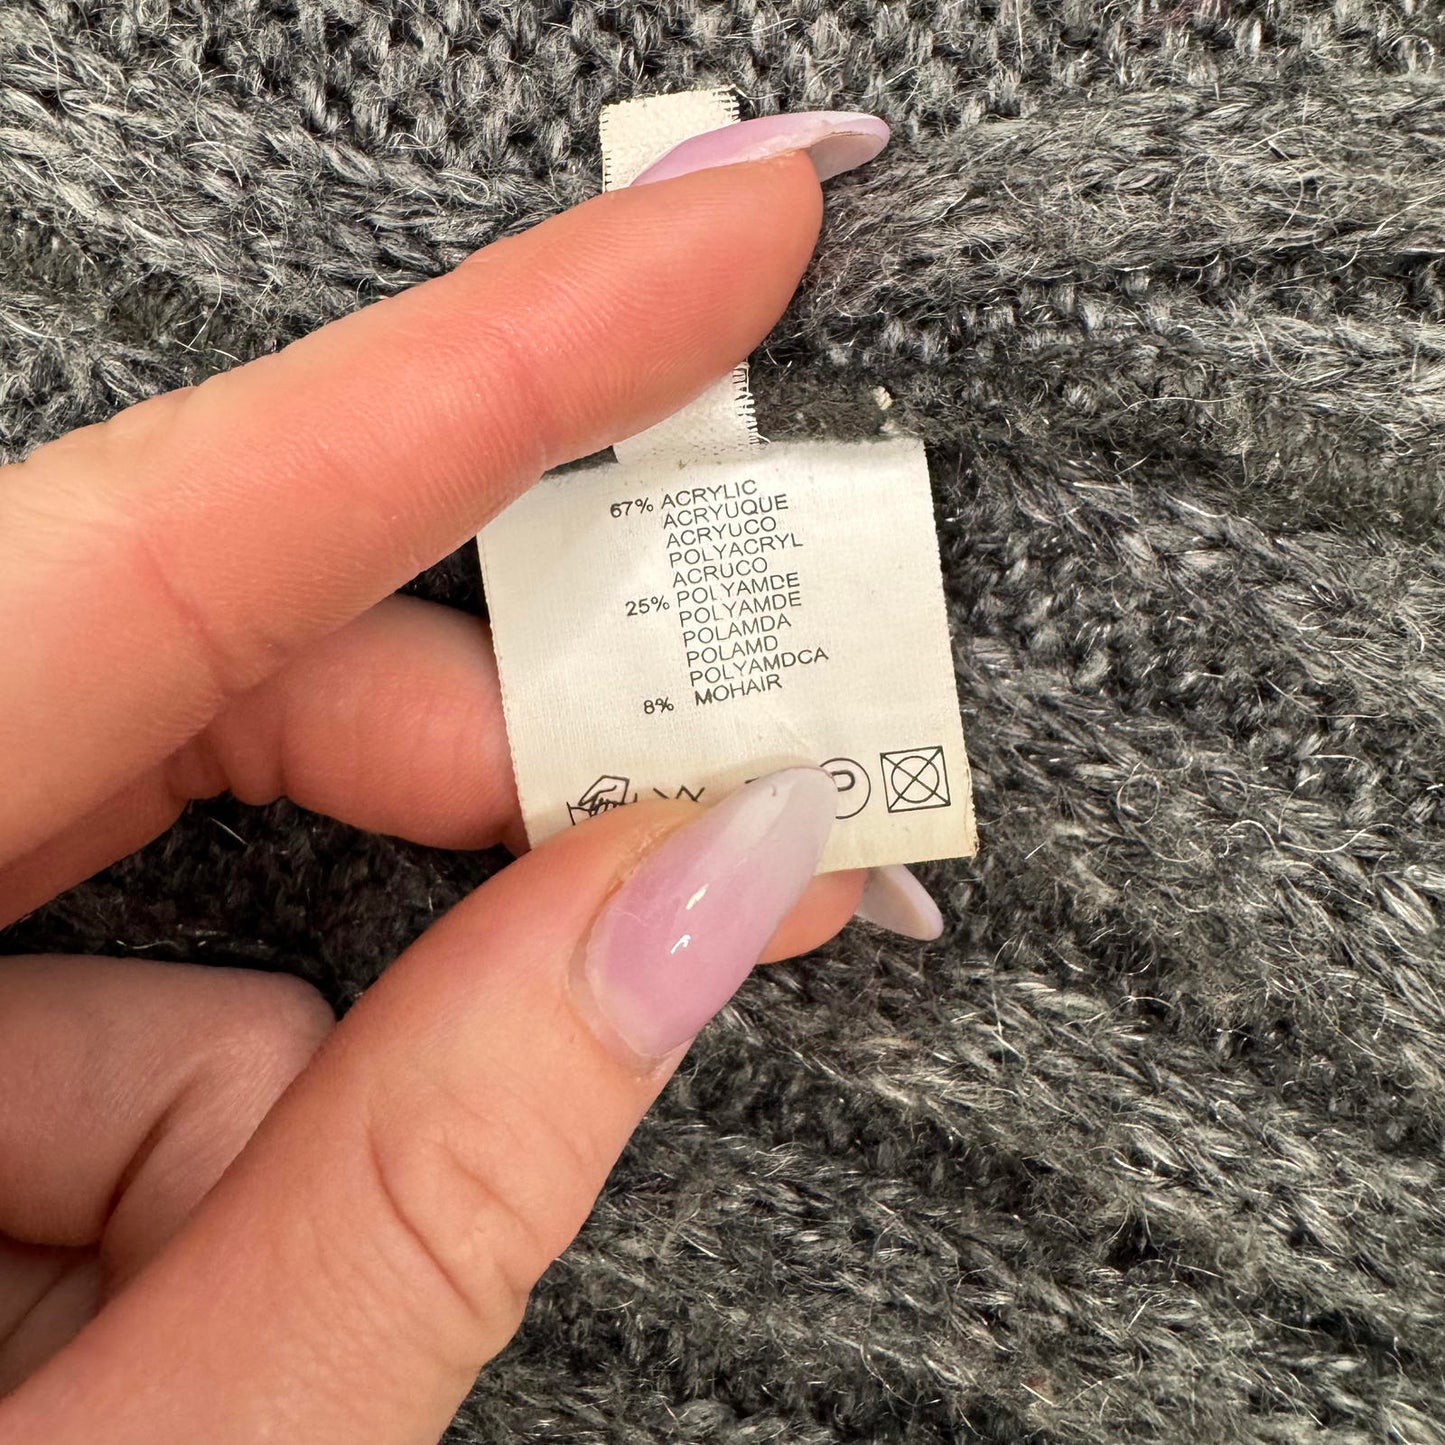 67% ACRYLIC
ACRYUQUE
ACRYUCO
POLYACRYL
ACRUCO
25% POLYAMDE
POLYAMDE
POLAMDA
POLAMD
POLYAMDCA
8% MOHAIR
P